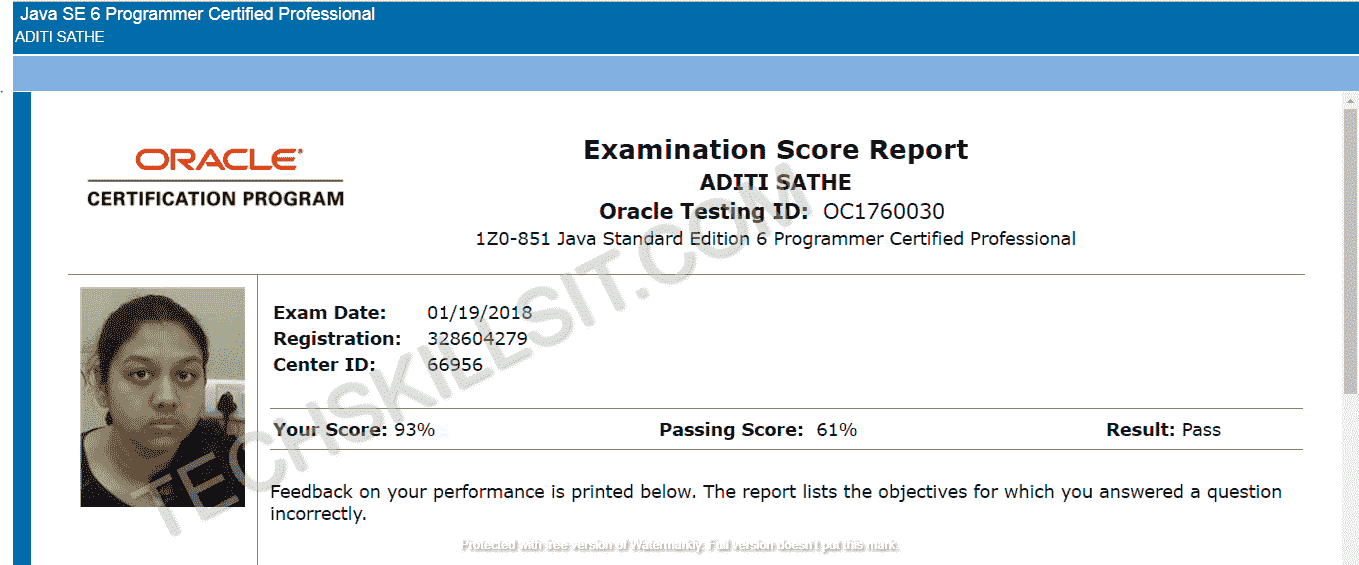 Java SE 6 Programmer Certified Professional
ADITI SATHE
ORACLE
CERTIFICATION PROGRAM
Examination Score Report
ADITI SATHE
Oracle Testing ID: OC1760030
1Z0-851 Java Standard Edition 6 Programmer Certified Professional
Exam Date: 01/19/2018
Registration: 328604279
Center ID: 66956
Your Score: 93% Passing Score: 61% Result: Pass
Feedback on your performance is printed below. The report lists the objectives for which you answered a question
incorrectly.
TECHSKILLSIT.COM
Protected with free version of Watermarkly. Full version doesn't put this mark.